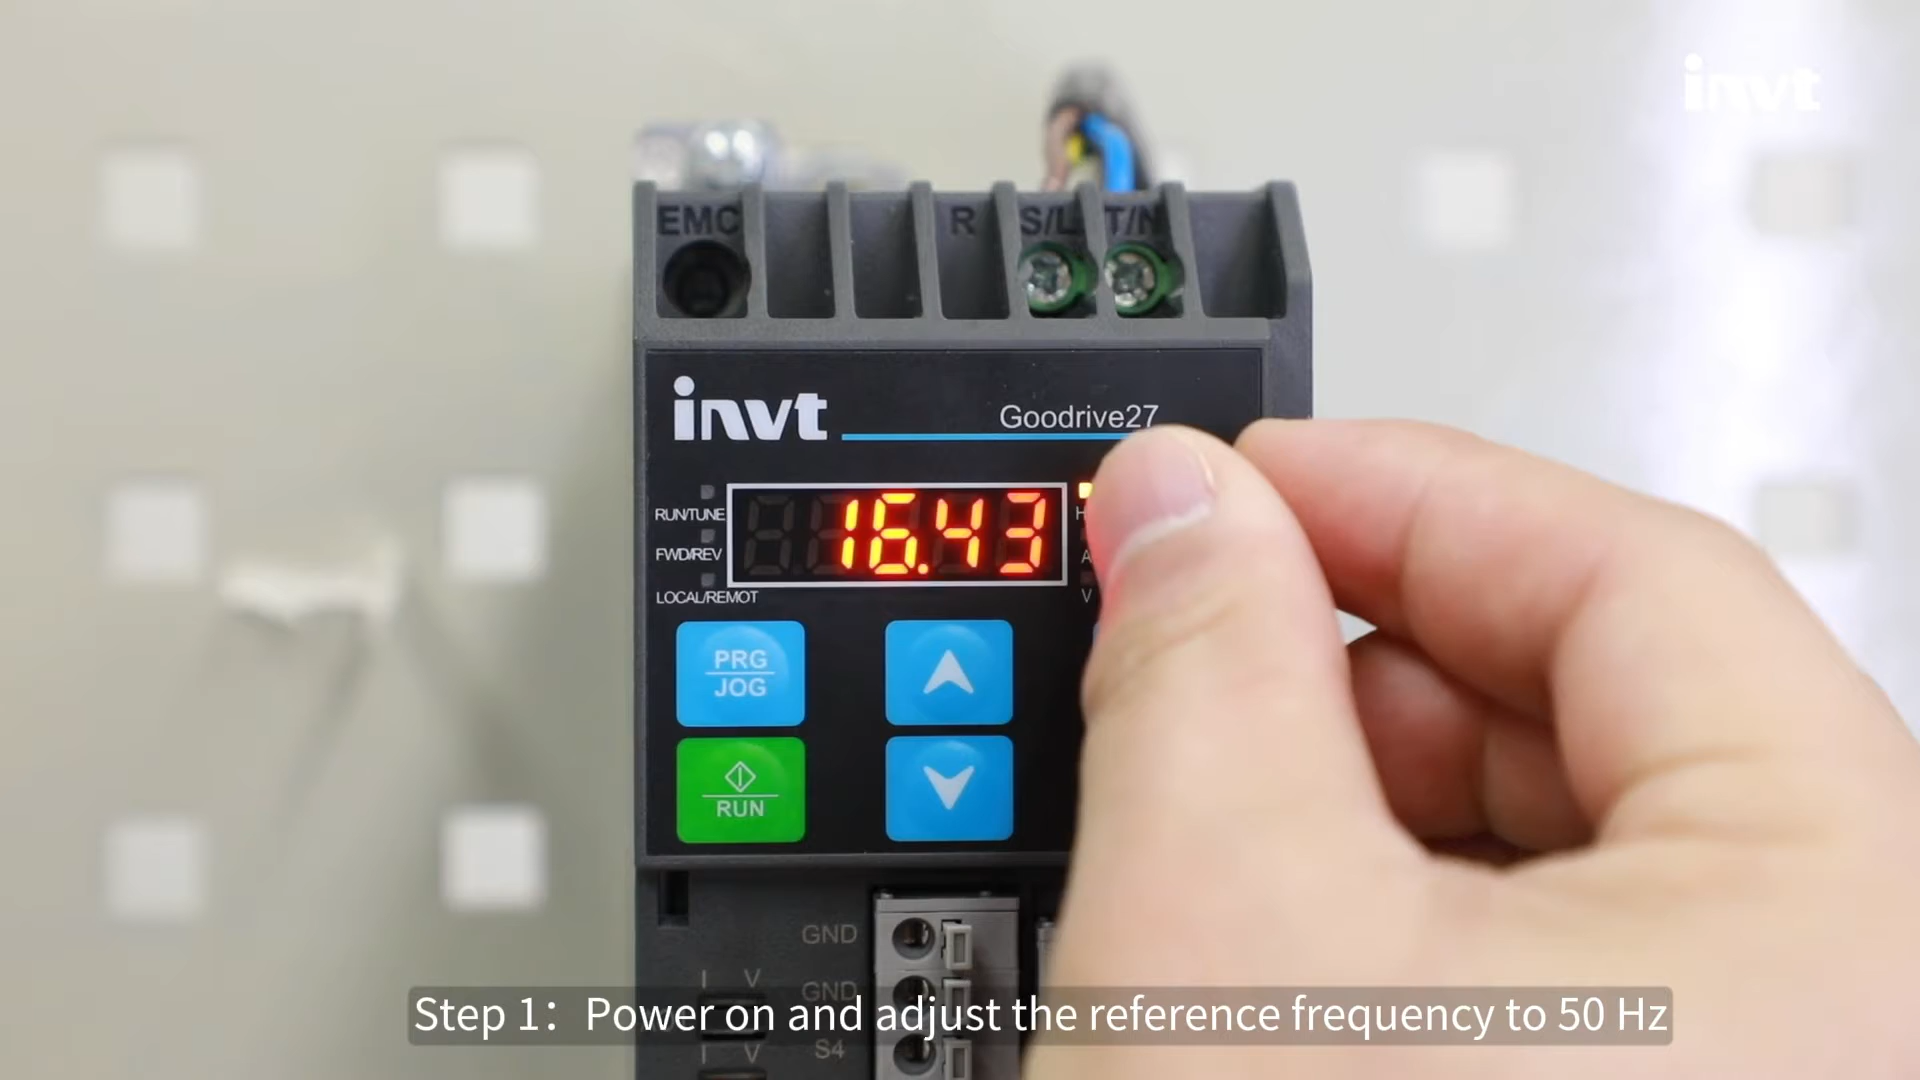 invt
EMC
R
S/L
T/N
invt
Goodrive27
16.43
RUN/TUNE
H
FWD/REV
A
LOCAL/REMOT
V
PRG
JOG
RUN
GND
I V
GND
Step 1：Power on and adjust the reference frequency to 50 Hz
I V
S4